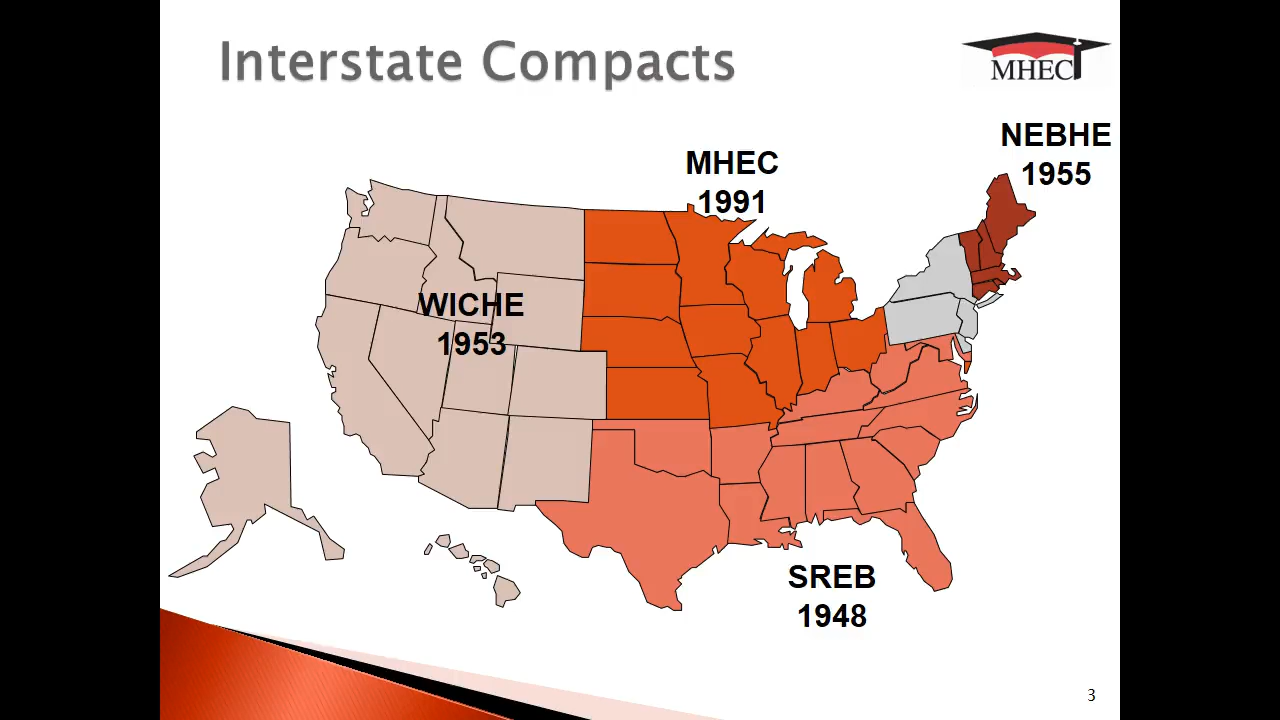 Interstate Compacts
MHEC
NEBHE
1955
MHEC
1991
WICHE
1953
SREB
1948
3